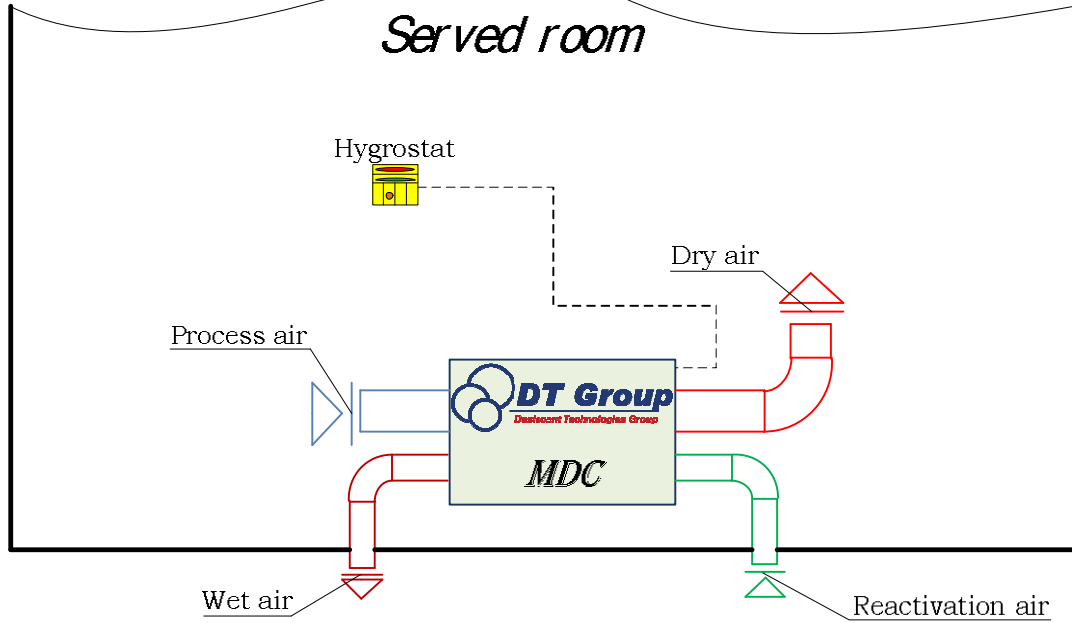 Served room
Hygrostat
Dry air
Process air
DT Group
Desiccant Technologies Group
MDC
Wet air
Reactivation air